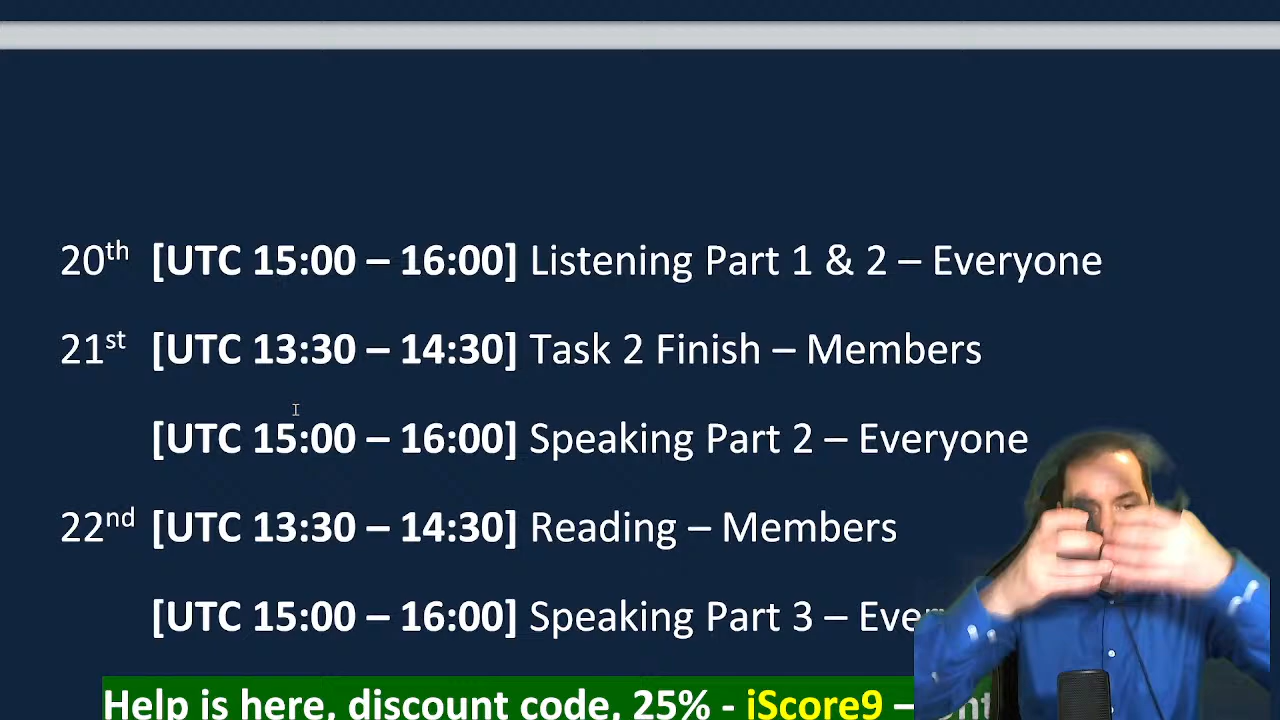 20th [UTC 15:00 – 16:00] Listening Part 1 & 2 – Everyone
21st [UTC 13:30 – 14:30] Task 2 Finish – Members
[UTC 15:00 – 16:00] Speaking Part 2 – Everyone
22nd [UTC 13:30 – 14:30] Reading – Members
[UTC 15:00 – 16:00] Speaking Part 3 –
Help is here, discount code, 25% - iScore9 –